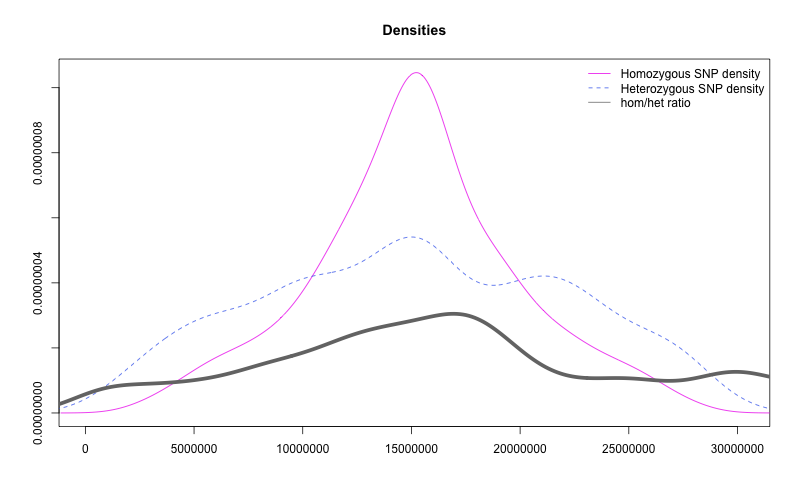 Densities
Homozygous SNP density
Heterozygous SNP density
hom/het ratio
0.00000008
0.00000004
0.00000000
0 5000000 10000000 15000000 20000000 25000000 30000000